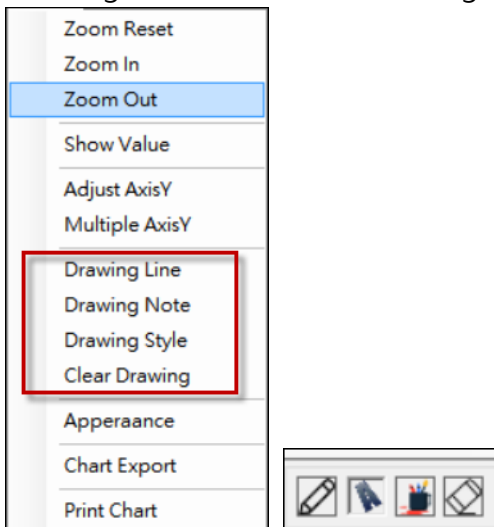 Zoom Reset
Zoom In
Zoom Out
Show Value
Adjust AxisY
Multiple AxisY
Drawing Line
Drawing Note
Drawing Style
Clear Drawing
Apperaance
Chart Export
Print Chart